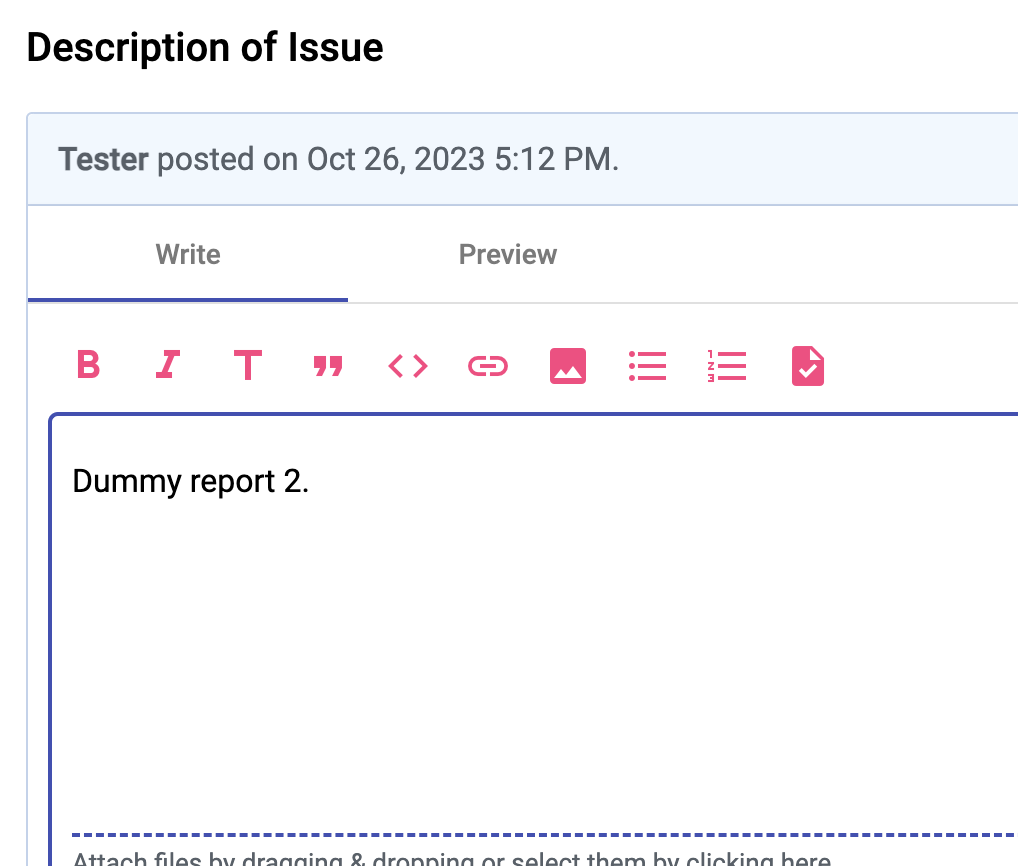 Description of Issue
Tester posted on Oct 26, 2023 5:12 PM.
Write Preview
B I T
Dummy report 2.
Attach files by dragging & dropping or select them by clicking here